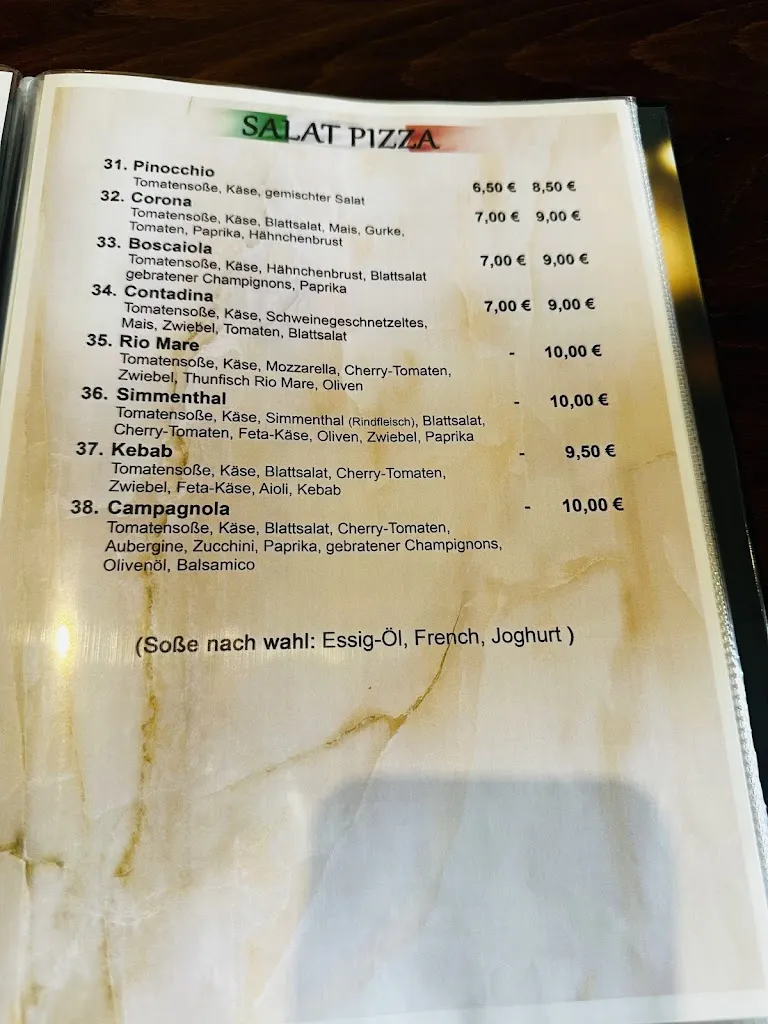 SALAT PIZZA
31. Pinocchio
Tomatensoße, Käse, gemischter Salat 6,50 € 8,50 €
32. Corona 7,00 € 9,00 €
Tomatensoße, Käse, Blattsalat, Mais, Gurke,
Tomaten, Paprika, Hähnchenbrust
33. Boscaiola 7,00 € 9,00 €
Tomatensoße, Käse, Hähnchenbrust, Blattsalat
gebratener Champignons, Paprika
34. Contadina 7,00 € 9,00 €
Tomatensoße, Käse, Schweinegeschnetzeltes,
Mais, Zwiebel, Tomaten, Blattsalat
35. Rio Mare - 10,00 €
Tomatensoße, Käse, Mozzarella, Cherry-Tomaten,
Zwiebel, Thunfisch Rio Mare, Oliven
36. Simmenthal - 10,00 €
Tomatensoße, Käse, Simmenthal (Rindfleisch), Blattsalat,
Cherry-Tomaten, Feta-Käse, Oliven, Zwiebel, Paprika
37. Kebab - 9,50 €
Tomatensoße, Käse, Blattsalat, Cherry-Tomaten,
Zwiebel, Feta-Käse, Aioli, Kebab
38. Campagnola - 10,00 €
Tomatensoße, Käse, Blattsalat, Cherry-Tomaten,
Aubergine, Zucchini, Paprika, gebratener Champignons,
Olivenöl, Balsamico
(Soße nach wahl: Essig-Öl, French, Joghurt )